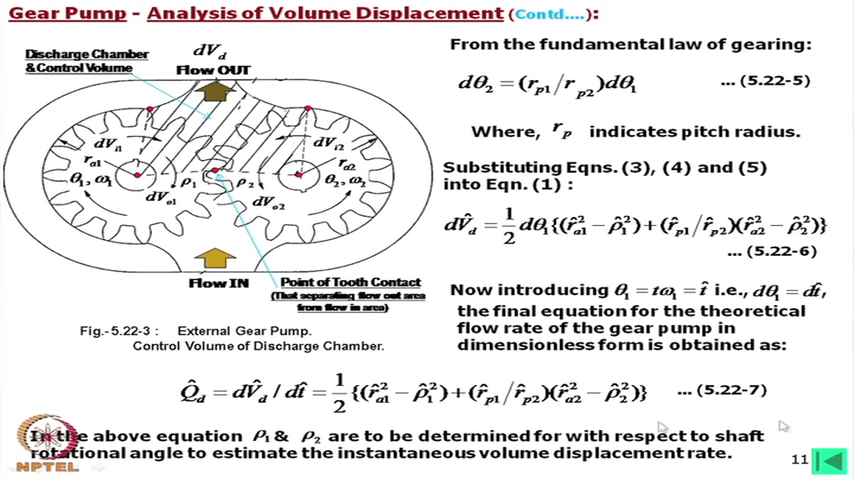 Gear Pump - Analysis of Volume Displacement (Contd....):
Discharge Chamber
& Control Volume
dV_d
Flow OUT
dV_i1
dV_i2
r_a1
r_a2
θ_1, ω_1
ρ_1
ρ_2
θ_2, ω_2
dV_o1
dV_o2
Flow IN
Point of Tooth Contact
(That separating flow out area
from flow in area)
Fig.-5.22-3 : External Gear Pump.
Control Volume of Discharge Chamber.
From the fundamental law of gearing:
dθ_2 = (r_p1/r_p2)dθ_1 ... (5.22-5)
Where, r_p indicates pitch radius.
Substituting Eqns. (3), (4) and (5)
into Eqn. (1) :
dV̂_d = 1/2 dθ_1{(r̂_a1^2 − ρ̂_1^2) + (r̂_p1/r̂_p2)(r̂_a2^2 − ρ̂_2^2)}
... (5.22-6)
Now introducing θ_1 = tω_1 = t̂ i.e., dθ_1 = dt̂,
the final equation for the theoretical
flow rate of the gear pump in
dimensionless form is obtained as:
Q̂_d = dV̂_d / dt̂ = 1/2 {(r̂_a1^2 − ρ̂_1^2) + (r̂_p1/r̂_p2)(r̂_a2^2 − ρ̂_2^2)} ... (5.22-7)
In the above equation ρ_1 & ρ_2 are to be determined for with respect to shaft
rotational angle to estimate the instantaneous volume displacement rate.
NPTEL
11